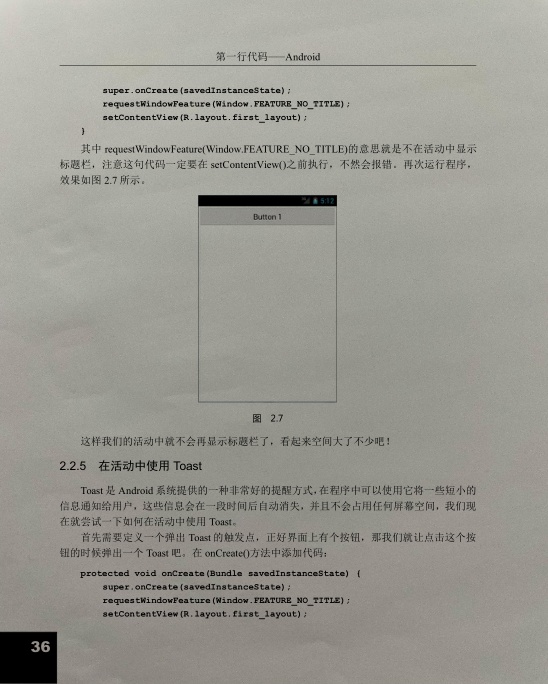 第一行代码——Android
super.onCreate(savedInstanceState);
requestWindowFeature(Window.FEATURE_NO_TITLE);
setContentView(R.layout.first_layout);
}
其中 requestWindowFeature(Window.FEATURE_NO_TITLE)的意思就是不在活动中显示
标题栏，注意这句代码一定要在 setContentView()之前执行，不然会报错。再次运行程序，
效果如图 2.7 所示。
5:12
Button 1
图 2.7
这样我们的活动中就不会再显示标题栏了，看起来空间大了不少吧！
2.2.5 在活动中使用 Toast
Toast 是 Android 系统提供的一种非常好的提醒方式，在程序中可以使用它将一些短小的
信息通知给用户，这些信息会在一段时间后自动消失，并且不会占用任何屏幕空间，我们现
在就尝试一下如何在活动中使用 Toast。
首先需要定义一个弹出 Toast 的触发点，正好界面上有个按钮，那我们就让点击这个按
钮的时候弹出一个 Toast 吧。在 onCreate()方法中添加代码：
protected void onCreate(Bundle savedInstanceState) {
super.onCreate(savedInstanceState);
requestWindowFeature(Window.FEATURE_NO_TITLE);
setContentView(R.layout.first_layout);
36